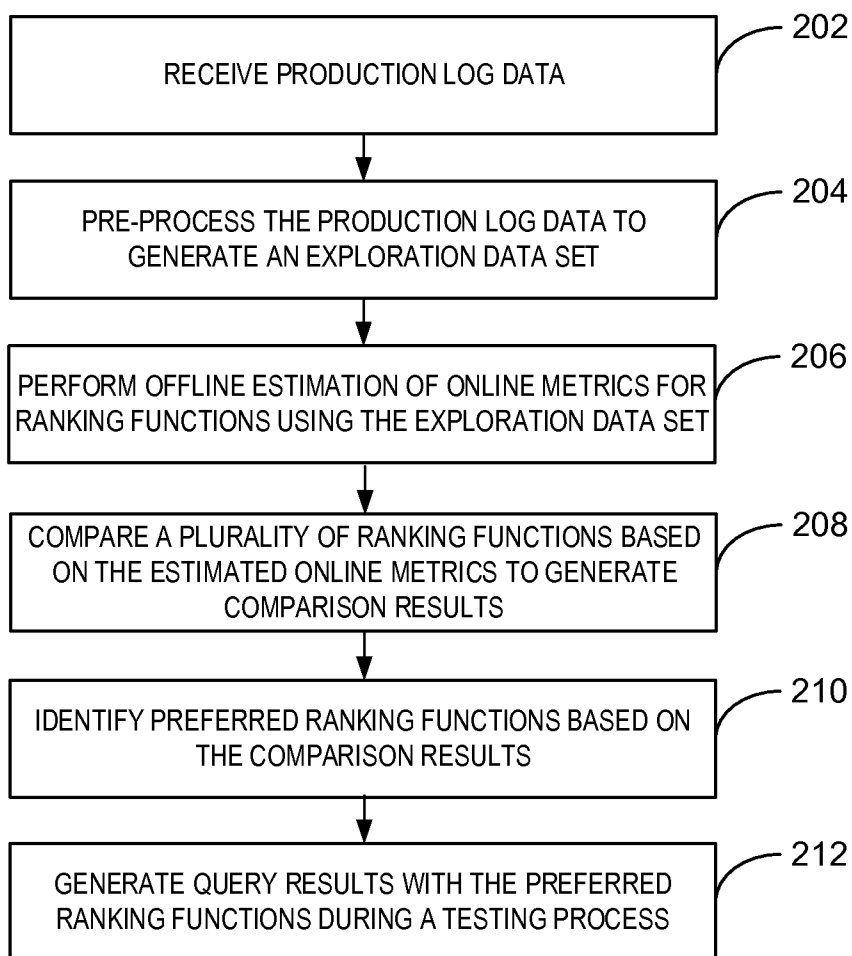 202
RECEIVE PRODUCTION LOG DATA
204
PRE-PROCESS THE PRODUCTION LOG DATA TO
GENERATE AN EXPLORATION DATA SET
206
PERFORM OFFLINE ESTIMATION OF ONLINE METRICS FOR
RANKING FUNCTIONS USING THE EXPLORATION DATA SET
208
COMPARE A PLURALITY OF RANKING FUNCTIONS BASED
ON THE ESTIMATED ONLINE METRICS TO GENERATE
COMPARISON RESULTS
210
IDENTIFY PREFERRED RANKING FUNCTIONS BASED ON
THE COMPARISON RESULTS
212
GENERATE QUERY RESULTS WITH THE PREFERRED
RANKING FUNCTIONS DURING A TESTING PROCESS